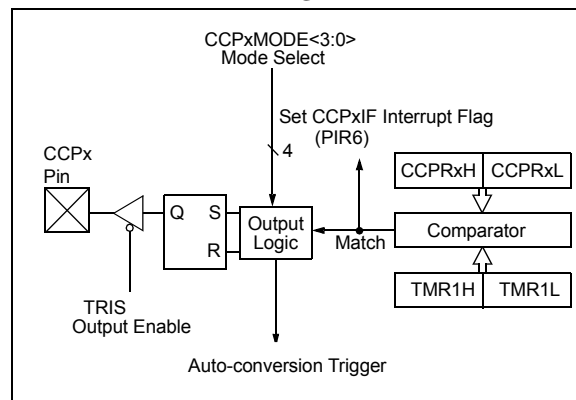 CCPxMODE<3:0>
Mode Select
Set CCPxIF Interrupt Flag
(PIR6)
4
CCPx
Pin
CCPRxH CCPRxL
Q S
R
Output
Logic
Match
Comparator
TMR1H TMR1L
TRIS
Output Enable
Auto-conversion Trigger